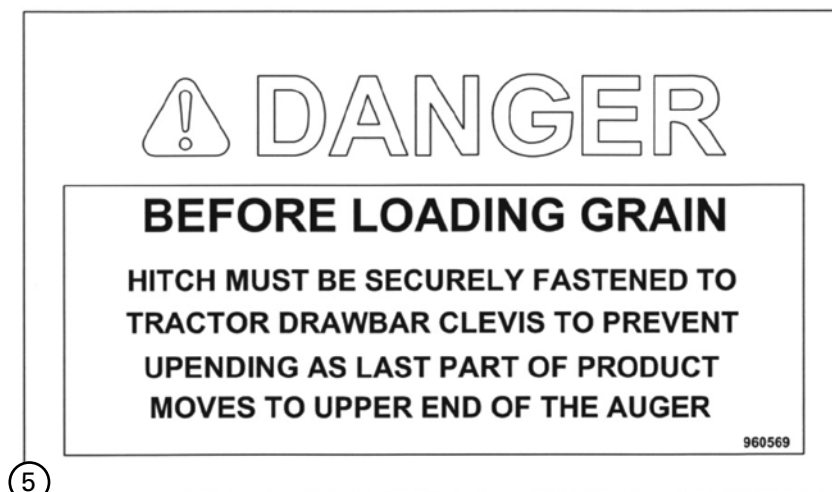 DANGER
BEFORE LOADING GRAIN
HITCH MUST BE SECURELY FASTENED TO
TRACTOR DRAWBAR CLEVIS TO PREVENT
UPENDING AS LAST PART OF PRODUCT
MOVES TO UPPER END OF THE AUGER
960569
5